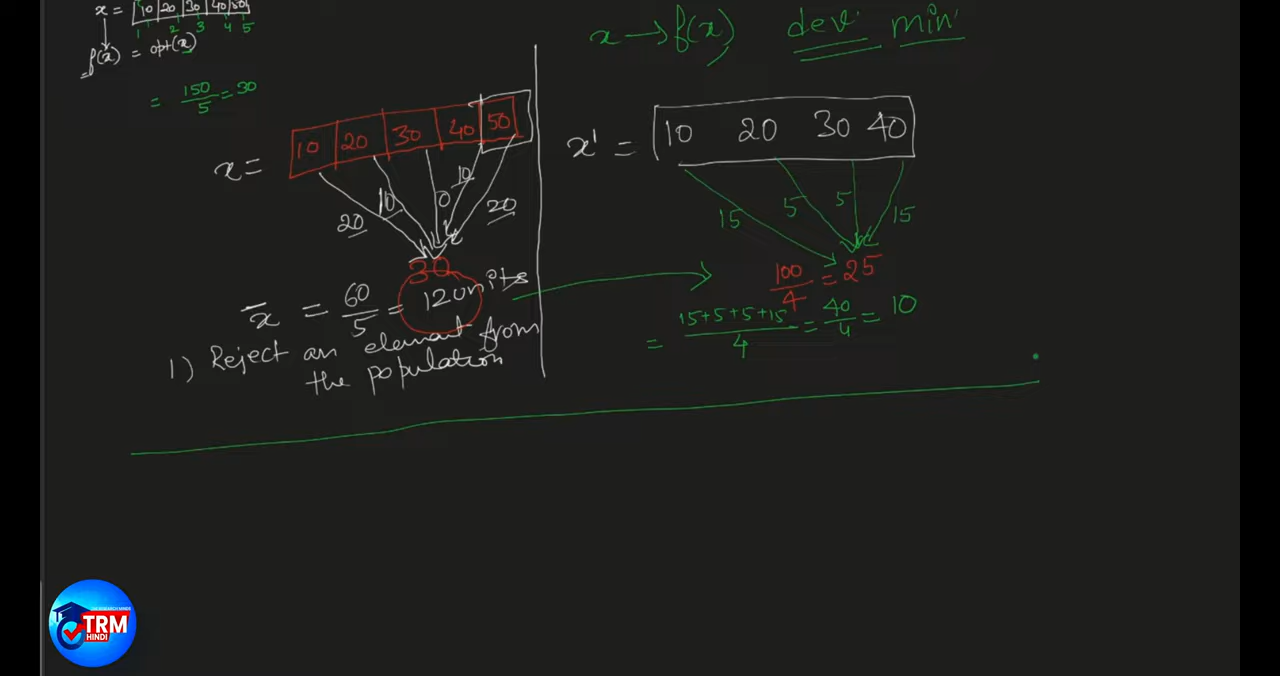 x = 10 20 30 40 50
1 2 3 4 5
f(x) = opt(x)
= 150/5 = 30
x → f(x), dev. min'
x = 10 20 30 40 50
20 10 0 10 20
30
x̄ = 60/5 = 12 units
1) Reject an element from
the population
x' = 10 20 30 40
15 5 5 15
100/4 = 25
= 15+5+5+15/4 = 40/4 = 10
TRM
HINDI